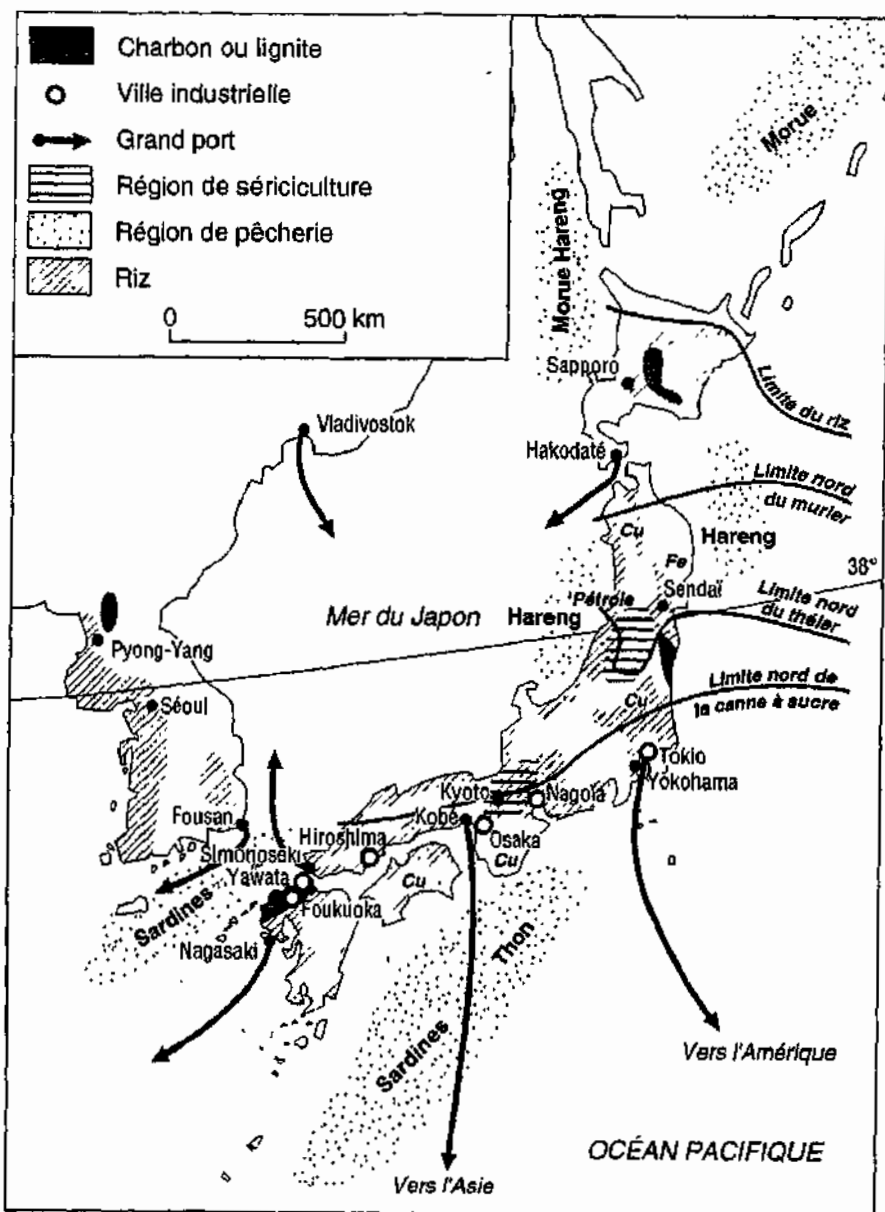 Charbon ou lignite
Ville industrielle
Grand port
Région de sériciculture
Région de pêcherie
Riz
0 500 km
Morue
Morue Hareng
Sapporo
Limite du riz
Vladivostok
Hakodaté
Limite nord
du murier
Cu
Hareng
Fe
38°
Sendaï
Pétrole
Limite nord
du théier
Mer du Japon
Hareng
Pyong-Yang
Limite nord de
la canne à sucre
Séoul
Cu
Tokio
Yokohama
Kyoto
Nagoia
Kobé
Fousan
Hiroshima
Osaka
Simonoseki
Cu
Yawata
Cu
Foukuoka
Sardines
Nagasaki
Thon
Sardines
Vers l'Amérique
OCÉAN PACIFIQUE
Vers l'Asie